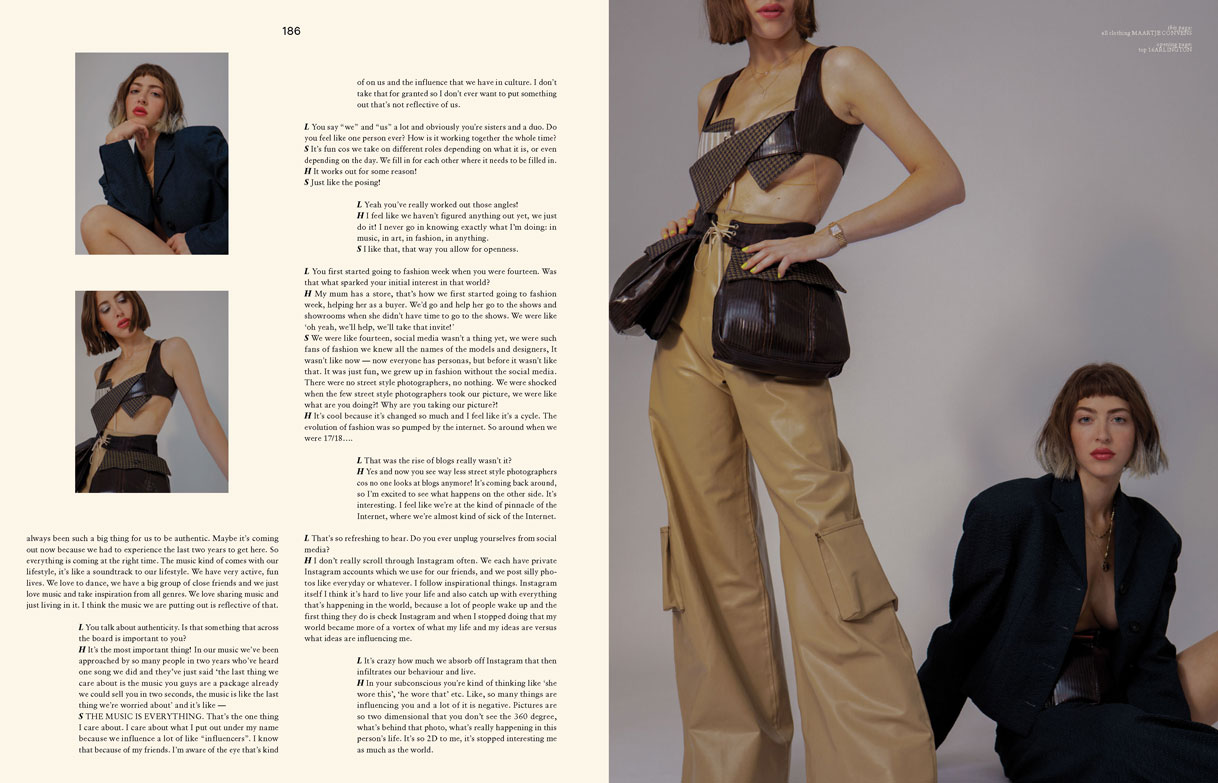 186
always been such a big thing for us to be authentic. Maybe it's coming
out now because we had to experience the last two years to get here. So
everything is coming at the right time. The music kind of comes with our
lifestyle, it's like a soundtrack to our lifestyle. We have very active, fun
lives. We love to dance, we have a big group of close friends and we just
love music and take inspiration from all genres. We love sharing music and
just living in it. I think the music we are putting out is reflective of that.
L You talk about authenticity. Is that something that across
the board is important to you?
H It's the most important thing! In our music we've been
approached by so many people in two years who've heard
one song we did and they've just said 'the last thing we
care about is the music you guys are a package already
we could sell you in two seconds, the music is like the last
thing we're worried about' and it's like —
S THE MUSIC IS EVERYTHING. That's the one thing
I care about. I care about what I put out under my name
because we influence a lot of like "influencers". I know
that because of my friends. I'm aware of the eye that's kind
of on us and the influence that we have in culture. I don't
take that for granted so I don't ever want to put something
out that's not reflective of us.
L You say "we" and "us" a lot and obviously you're sisters and a duo. Do
you feel like one person ever? How is it working together the whole time?
S It's fun cos we take on different roles depending on what it is, or even
depending on the day. We fill in for each other where it needs to be filled in.
H It works out for some reason!
S Just like the posing!
L Yeah you've really worked out those angles!
H I feel like we haven't figured anything out yet, we just
do it! I never go in knowing exactly what I'm doing: in
music, in art, in fashion, in anything.
S I like that, that way you allow for openness.
L You first started going to fashion week when you were fourteen. Was
that what sparked your initial interest in that world?
H My mum has a store, that's how we first started going to fashion
week, helping her as a buyer. We'd go and help her go to the shows and
showrooms when she didn't have time to go to the shows. We were like
'oh yeah, we'll help, we'll take that invite!'
S We were like fourteen, social media wasn't a thing yet, we were such
fans of fashion we knew all the names of the models and designers, It
wasn't like now — now everyone has personas, but before it wasn't like
that. It was just fun, we grew up in fashion without the social media.
There were no street style photographers, no nothing. We were shocked
when the few street style photographers took our picture, we were like
what are you doing?! Why are you taking our picture?!
H It's cool because it's changed so much and I feel like it's a cycle. The
evolution of fashion was so pumped by the internet. So around when we
were 17/18....
L That was the rise of blogs really wasn't it?
H Yes and now you see way less street style photographers
cos no one looks at blogs anymore! It's coming back around,
so I'm excited to see what happens on the other side. It's
interesting. I feel like we're at the kind of pinnacle of the
Internet, where we're almost kind of sick of the Internet.
L That's so refreshing to hear. Do you ever unplug yourselves from social
media?
H I don't really scroll through Instagram often. We each have private
Instagram accounts which we use for our friends, and we post silly pho-
tos like everyday or whatever. I follow inspirational things. Instagram
itself I think it's hard to live your life and also catch up with everything
that's happening in the world, because a lot of people wake up and the
first thing they do is check Instagram and when I stopped doing that my
world became more of a vortex of what my life and my ideas are versus
what ideas are influencing me.
L It's crazy how much we absorb off Instagram that then
infiltrates our behaviour and live.
H In your subconscious you're kind of thinking like 'she
wore this', 'he wore that' etc. Like, so many things are
influencing you and a lot of it is negative. Pictures are
so two dimensional that you don't see the 360 degree,
what's behind that photo, what's really happening in this
person's life. It's so 2D to me, it's stopped interesting me
as much as the world.
this page:
all clothing MAARTJE CONVENS
opening page:
top 16ARLINGTON